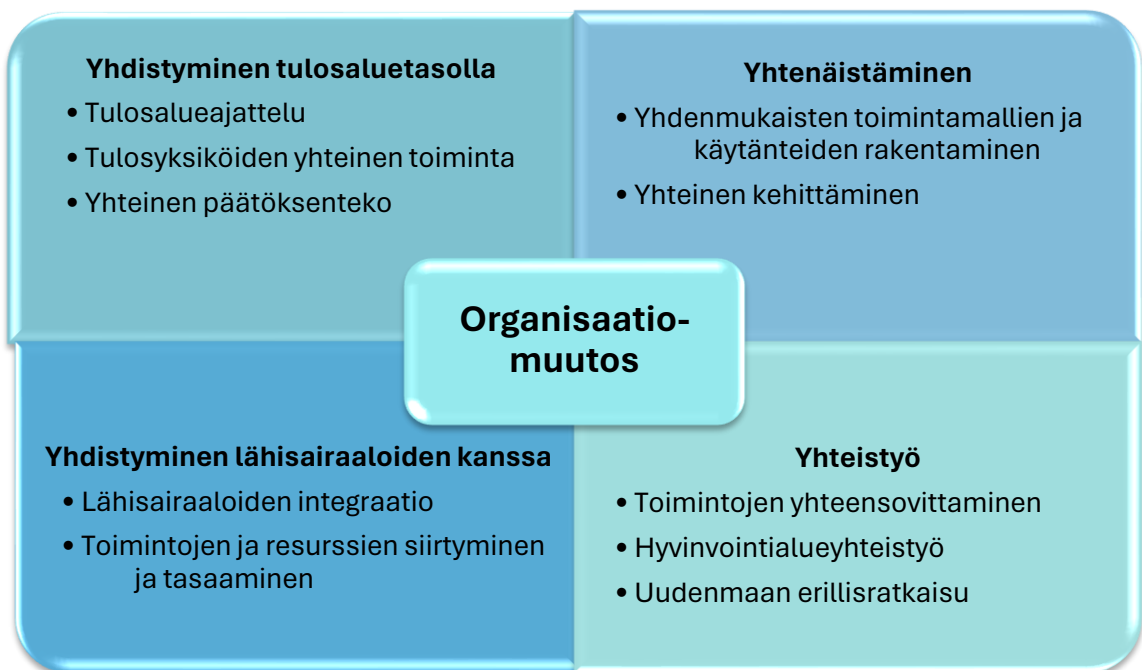 Yhdistyminen tulosaluetasolla
• Tulosalueajattelu
• Tulosyksiköiden yhteinen toiminta
• Yhteinen päätöksenteko
Yhtenäistäminen
• Yhdenmukaisten toimintamallien ja
käytänteiden rakentaminen
• Yhteinen kehittäminen
Organisaatio-
muutos
Yhdistyminen lähisairaaloiden kanssa
• Lähisairaaloiden integraatio
• Toimintojen ja resurssien siirtyminen
ja tasaaminen
Yhteistyö
• Toimintojen yhteensovittaminen
• Hyvinvointialueyhteistyö
• Uudenmaan erillisratkaisu